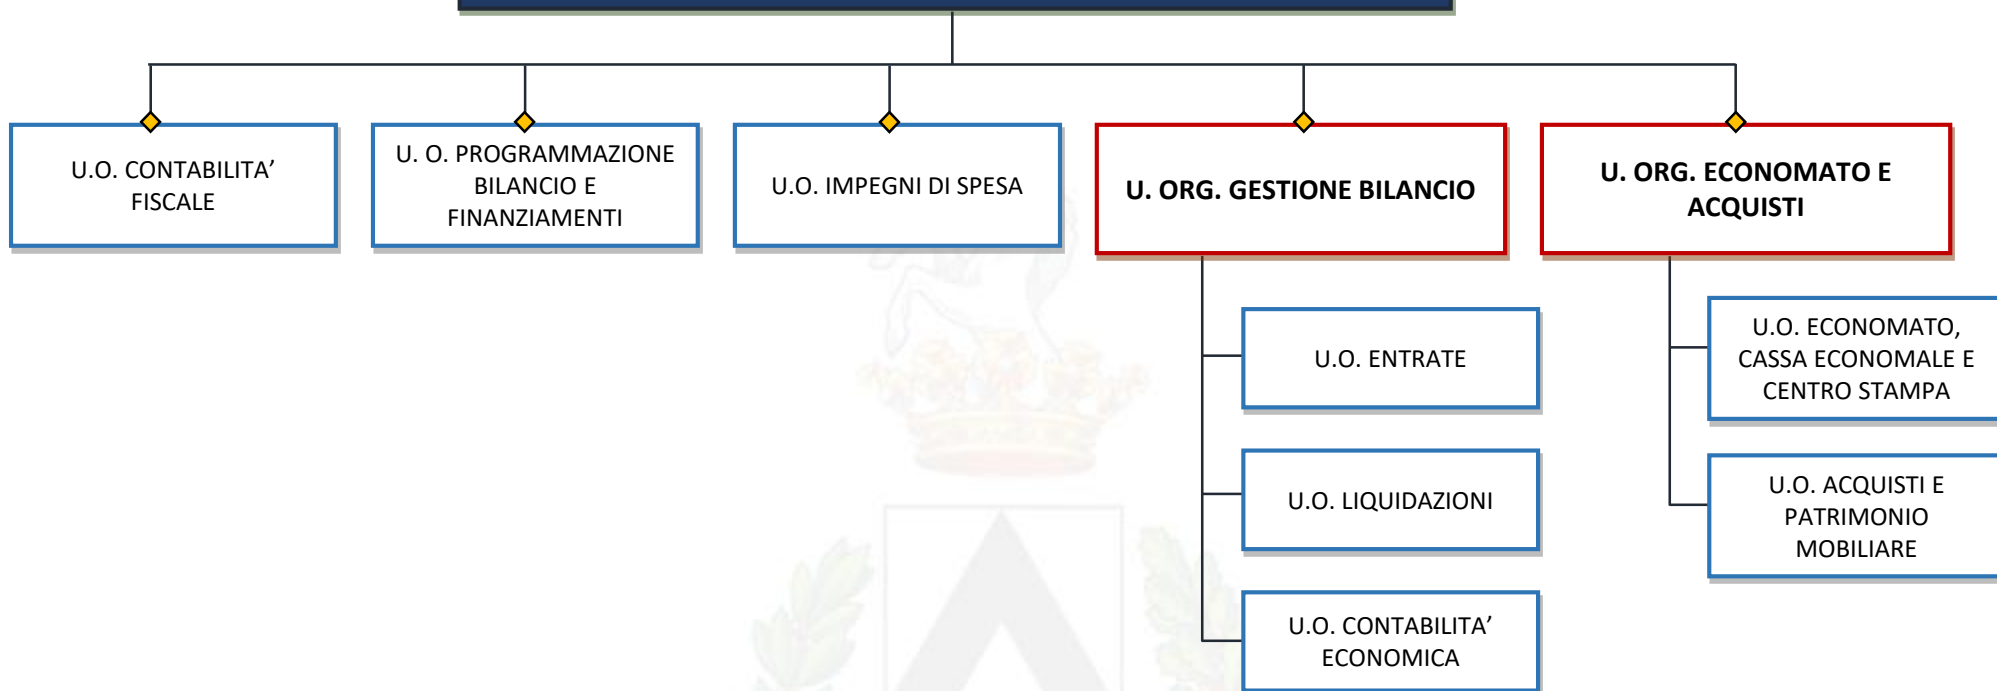 U.O. CONTABILITA’
FISCALE
U. O. PROGRAMMAZIONE
BILANCIO E
FINANZIAMENTI
U.O. IMPEGNI DI SPESA
U. ORG. GESTIONE BILANCIO
U. ORG. ECONOMATO E
ACQUISTI
U.O. ENTRATE
U.O. LIQUIDAZIONI
U.O. CONTABILITA’
ECONOMICA
U.O. ECONOMATO,
CASSA ECONOMALE E
CENTRO STAMPA
U.O. ACQUISTI E
PATRIMONIO
MOBILIARE